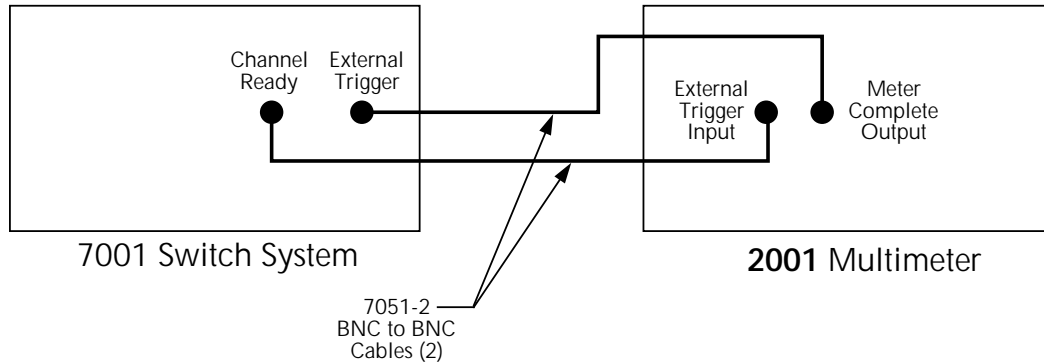 Channel
Ready
External
Trigger
External
Trigger
Input
Meter
Complete
Output
7001 Switch System
2001 Multimeter
7051-2
BNC to BNC
Cables (2)